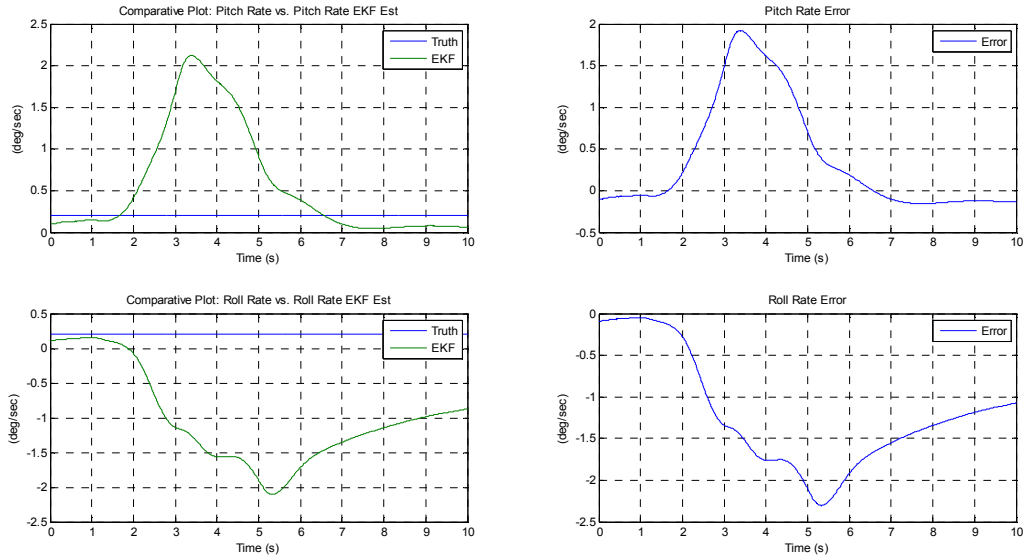 Comparative Plot: Pitch Rate vs. Pitch Rate EKF Est
2.5
2
1.5
1
0.5
0
(deg/sec)
Truth
EKF
0 1 2 3 4 5 6 7 8 9 10
Time (s)
Pitch Rate Error
2
1.5
1
0.5
0
-0.5
(deg/sec)
Error
0 1 2 3 4 5 6 7 8 9 10
Time (s)
Comparative Plot: Roll Rate vs. Roll Rate EKF Est
0.5
0
-0.5
-1
-1.5
-2
-2.5
(deg/sec)
Truth
EKF
0 1 2 3 4 5 6 7 8 9 10
Time (s)
Roll Rate Error
0
-0.5
-1
-1.5
-2
-2.5
(deg/sec)
Error
0 1 2 3 4 5 6 7 8 9 10
Time (s)